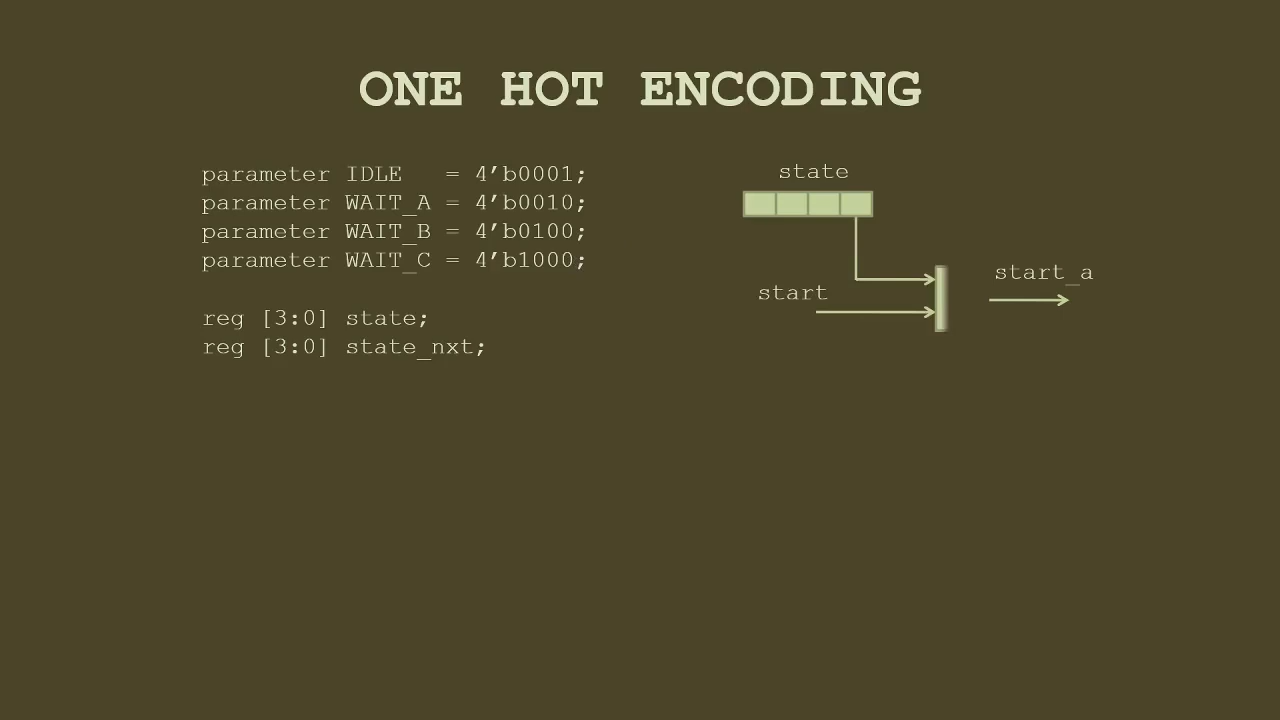 ONE HOT ENCODING
parameter IDLE   = 4’b0001;
parameter WAIT_A = 4’b0010;
parameter WAIT_B = 4’b0100;
parameter WAIT_C = 4’b1000;
reg [3:0] state;
reg [3:0] state_nxt;
state
start
start_a